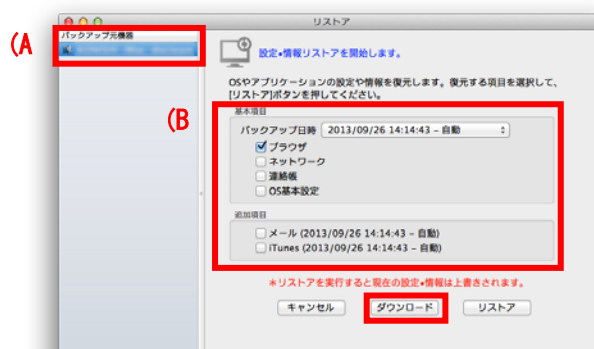 リストア
(A
バックアップ元機器
設定•情報リストアを開始します。
OSやアプリケーションの設定や情報を復元します。復元する項目を選択して、
[リストア]ボタンを押してください。
(B
基本項目
バックアップ日時 2013/09/26 14:14:43 – 自動
ブラウザ
ネットワーク
連絡帳
OS基本設定
追加項目
メール (2013/09/26 14:14:43 – 自動)
iTunes (2013/09/26 14:14:43 – 自動)
＊リストアを実行すると現在の設定•情報は上書きされます。
キャンセル ダウンロード リストア